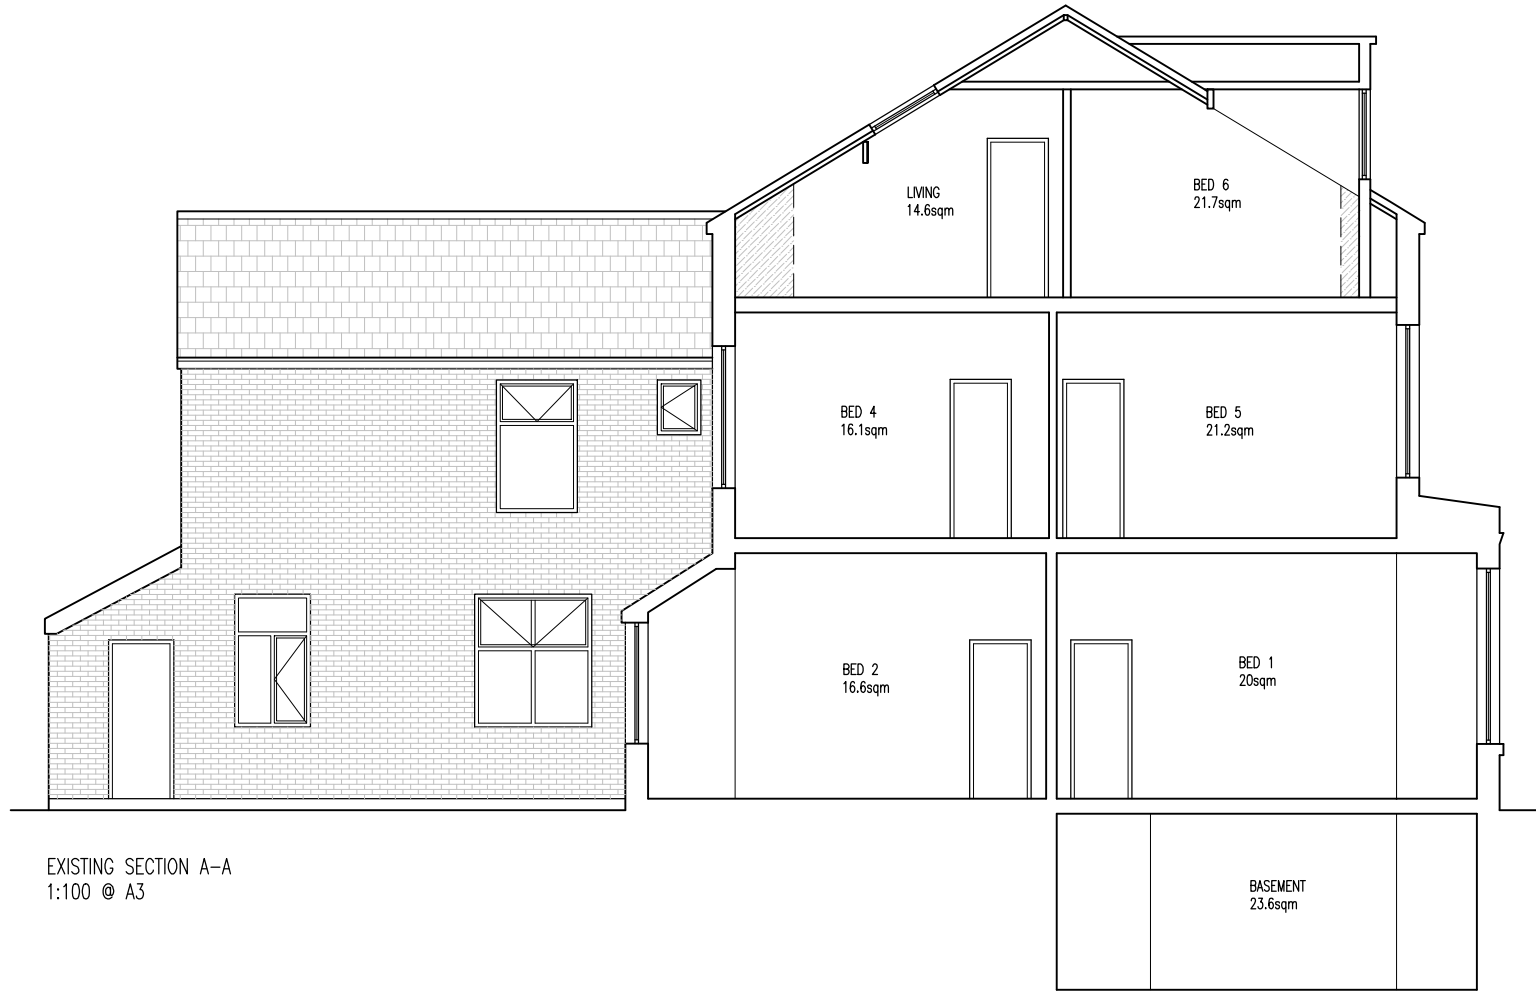 LIVING
14.6sqm
BED 6
21.7sqm
BED 4
16.1sqm
BED 5
21.2sqm
BED 2
16.6sqm
BED 1
20sqm
EXISTING SECTION A-A
1:100 @ A3
BASEMENT
23.6sqm